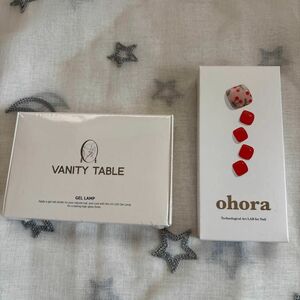 VANITY TABLE
GEL LAMP
ohora
Technological Art LAB for Nail